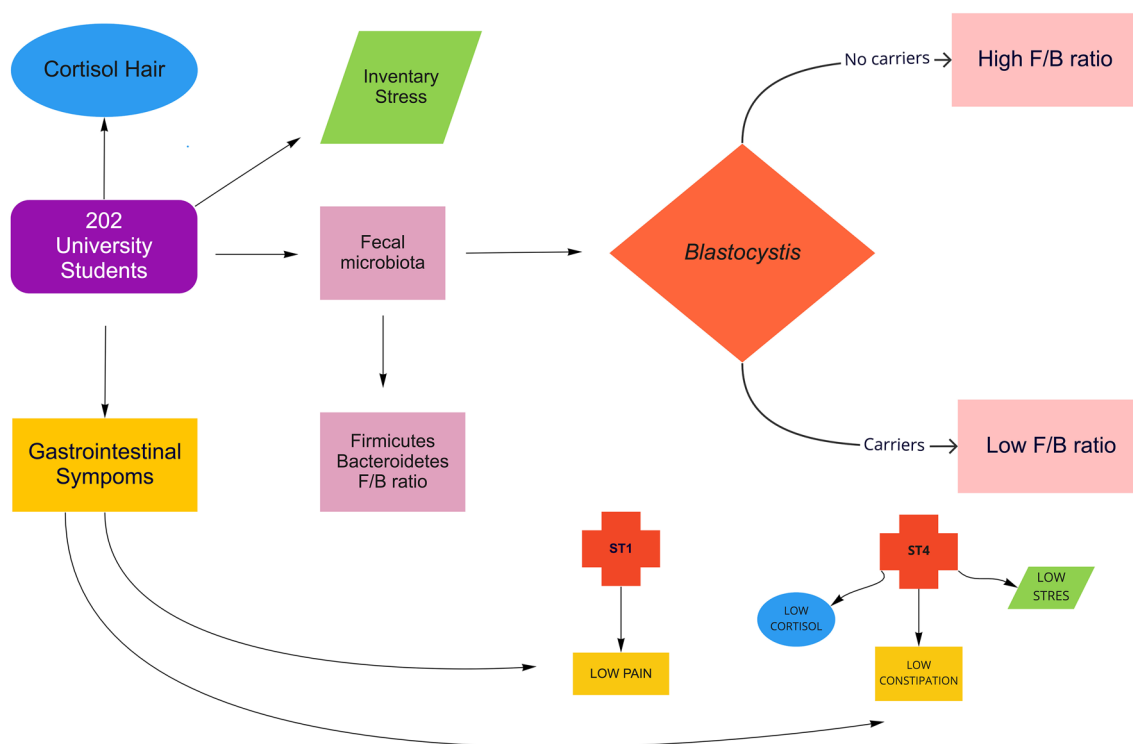 Cortisol Hair
Inventary
Stress
No carriers
High F/B ratio
202
University
Students
Fecal
microbiota
Blastocystis
Carriers
Low F/B ratio
Gastrointestinal
Sympoms
Firmicutes
Bacteroidetes
F/B ratio
ST1
LOW PAIN
ST4
LOW
CORTISOL
LOW
CONSTIPATION
LOW
STRES